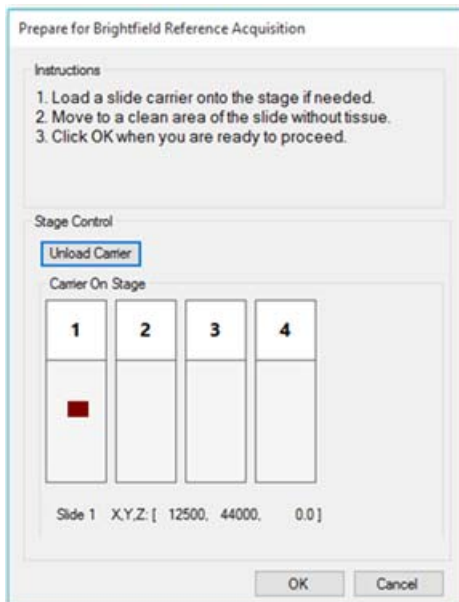 Prepare for Brightfield Reference Acquisition
Instructions
1. Load a slide carrier onto the stage if needed.
2. Move to a clean area of the slide without tissue.
3. Click OK when you are ready to proceed.
Stage Control
Unload Carrier
Carrier On Stage
1 2 3 4
Slide 1 X,Y,Z: [ 12500, 44000, 0.0 ]
OK Cancel